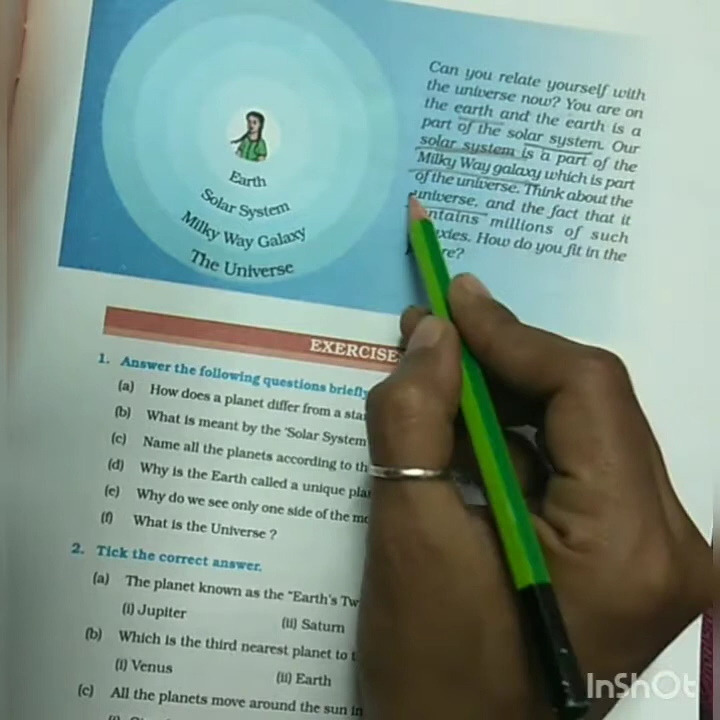 Can you relate yourself with
the universe now? You are on
the earth and the earth is a
part of the solar system. Our
solar system is a part of the
Milky Way galaxy which is part
of the universe. Think about the
universe, and the fact that it
millions of such
How do you fit in the
Earth
Solar System
Milky Way Galaxy
The Universe
EXERCISE
1. Answer the following questions briefly
(a) How does a planet differ from a
(b) What is meant by the 'Solar System
(c) Name all the planets according to
(d) Why is the Earth called a unique
(e) Why do we see only one side of the
(f) What is the Universe ?
2. Tick the correct answer.
(a) The planet known as the "Earth's
(i) Jupiter (ii) Saturn
(b) Which is the third nearest planet to
(i) Venus (ii) Earth
(c) All the planets move around the sun in
InShOt